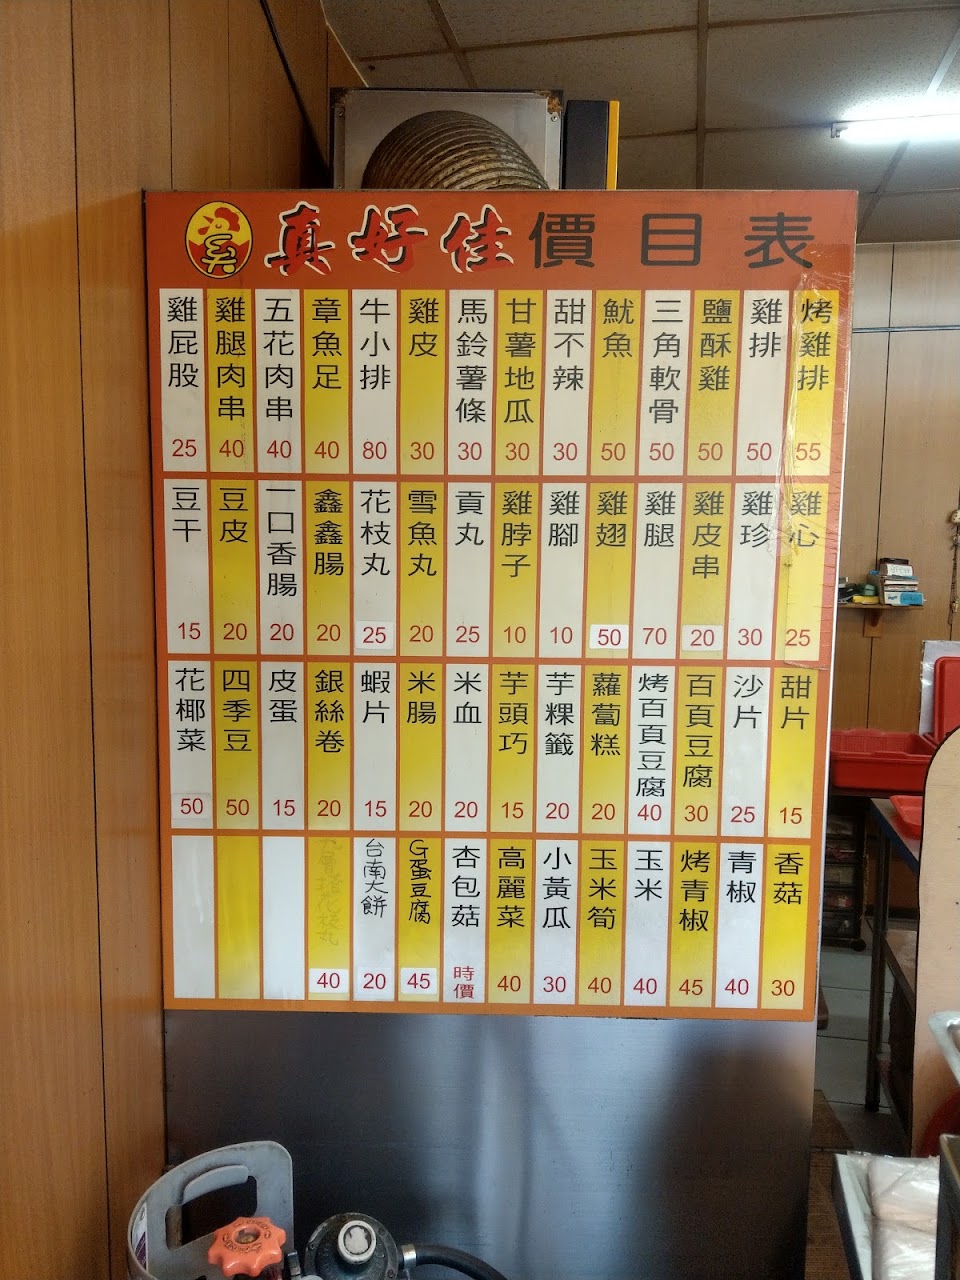 真好佳價目表
烤雞排 55
雞排 50
鹽酥雞 50
三角軟骨 50
魷魚 50
甜不辣 30
甘薯地瓜 30
馬鈴薯條 30
雞皮 30
牛小排 80
章魚足 40
五花肉串 40
雞腿肉串 40
雞屁股 25
雞心 25
雞珍 30
雞皮串 20
雞腿 70
雞翅 50
雞腳 10
雞脖子 10
貢丸 25
雪魚丸 20
花枝丸 25
鑫鑫腸 20
一口香腸 20
豆皮 20
豆干 15
甜片 15
沙片 25
百頁豆腐 30
烤百頁豆腐 40
蘿蔔糕 20
芋粿籤 20
芋頭巧 15
米血 20
米腸 20
蝦片 15
銀絲卷 20
皮蛋 15
四季豆 50
花椰菜 50
香菇 30
青椒 40
烤青椒 45
玉米 40
玉米筍 40
小黃瓜 30
高麗菜 40
杏包菇 時價
G蛋豆腐 45
台南大餅 20
九層塔花枝丸 40